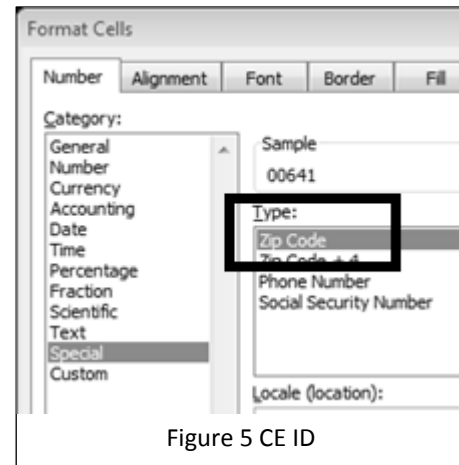 Format Cells
Number Alignment Font Border Fill
Category:
General
Number
Currency
Accounting
Date
Time
Percentage
Fraction
Scientific
Text
Special
Custom
Sample
00641
Type:
Zip Code
Zip Code + 4
Phone Number
Social Security Number
Locale (location):
Figure 5 CE ID